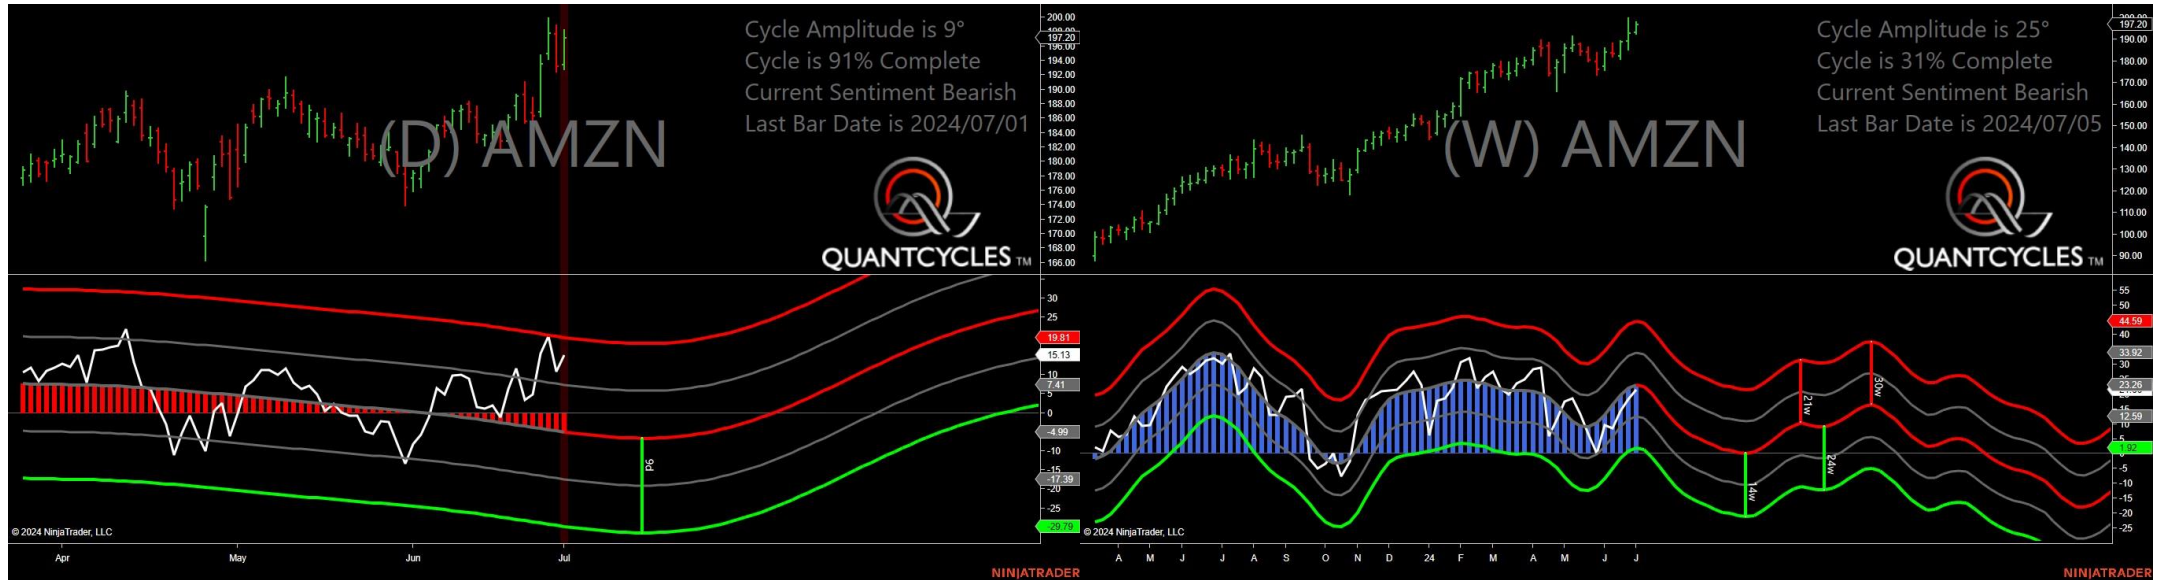 Cycle Amplitude is 9°
Cycle is 91% Complete
Current Sentiment Bearish
Last Bar Date is 2024/07/01
(D) AMZN
QUANTCYCLES TM
200.00
197.20
196.00
194.00
192.00
190.00
188.00
186.00
184.00
182.00
180.00
178.00
176.00
174.00
172.00
170.00
168.00
166.00
30
25
19.81
15.13
10
7.41
5
0
-4.99
-10
-15
-17.39
-20
-25
-29.79
9d
© 2024 NinjaTrader, LLC
Apr May Jun Jul
NINJATRADER
Cycle Amplitude is 25°
Cycle is 31% Complete
Current Sentiment Bearish
Last Bar Date is 2024/07/05
(W) AMZN
QUANTCYCLES TM
197.20
190.00
180.00
170.00
160.00
150.00
140.00
130.00
120.00
110.00
100.00
90.00
55
50
44.59
40
33.92
30
23.26
12.59
5
1.92
-5
-10
-15
-20
-25
21w
30w
14w
24w
© 2024 NinjaTrader, LLC
A M J J A S O N D 24 F M A M J J
NINJATRADER